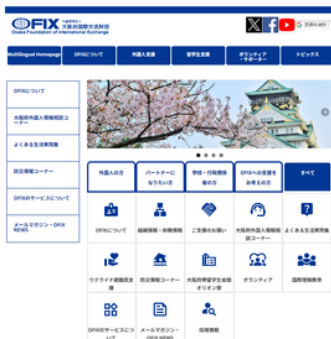 OFIX 公益財団法人
大阪府国際交流財団
Osaka Foundation of International Exchange
Multilingual Homepage
OFIXについて
外国人支援
留学生支援
ボランティア
・サポーター
トピックス
OFIXについて
大阪府外国人情報相談コ
ーナー
よくある生活実問集
防災情報コーナー
OFIXのサービスについて
メールマガジン・OFIX
NEWS
外国人の方
パートナーに
なりたい方
学校・行政関係
者の方
OFIXへの支援を
お考えの方
すべて
OFIXについて
組織情報・財務情報
ご支援のお願い
大阪府外国人情報相
談コーナー
よくある生活実問集
ウクライナ避難民支
援
防災情報コーナー
大阪府堺留学生会館
オリオン寮
ボランティア
国際理解教育
OFIXのサービスにつ
いて
メールマガジン・
OFIX NEWS
採用情報